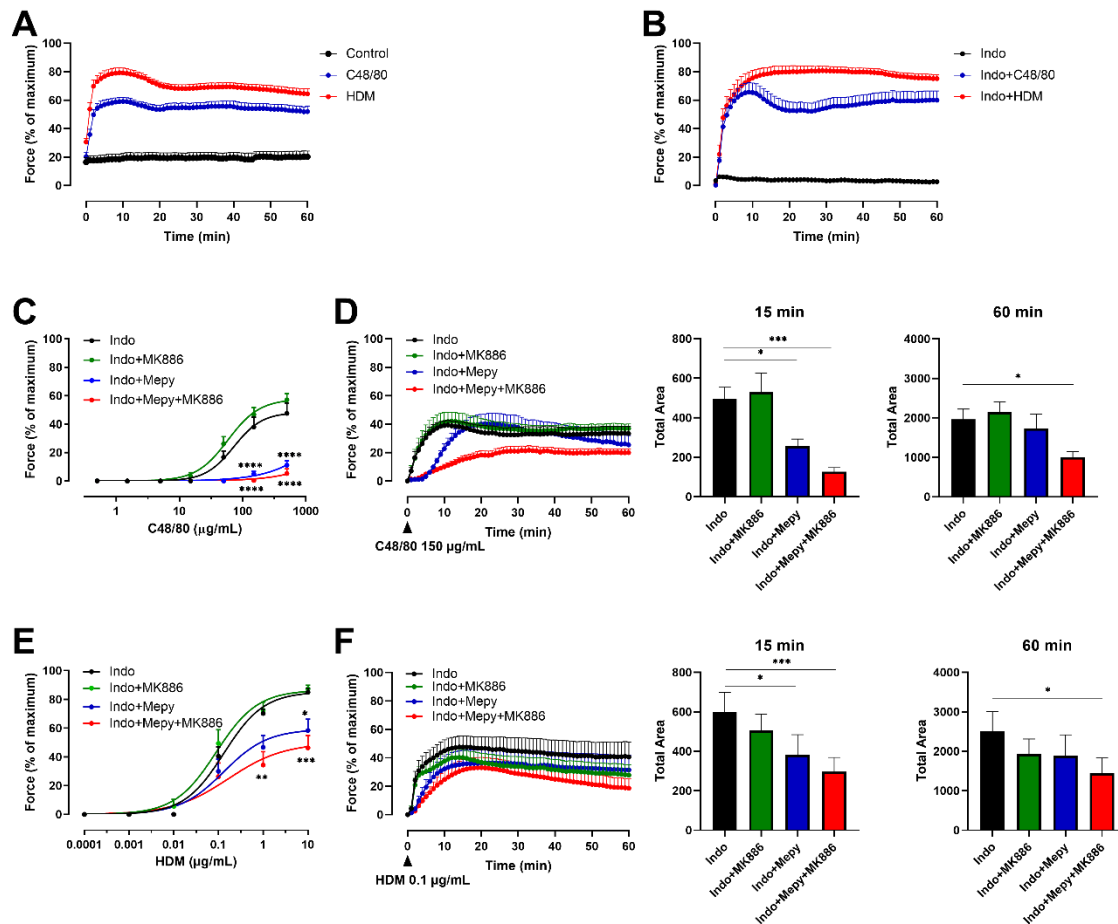 A
Force (% of maximum)
100
80
60
40
20
0
0 10 20 30 40 50 60
Time (min)
Control
C48/80
HDM
B
Force (% of maximum)
100
80
60
40
20
0
0 10 20 30 40 50 60
Time (min)
Indo
Indo+C48/80
Indo+HDM
C
Force (% of maximum)
100
80
60
40
20
0
Indo
Indo+MK886
Indo+Mepy
Indo+Mepy+MK886
**** ****
**** ****
1 10 100 1000
C48/80 (µg/mL)
D
Force (% of maximum)
100
80
60
40
20
0
Indo
Indo+MK886
Indo+Mepy
Indo+Mepy+MK886
0 10 20 30 40 50 60
Time (min)
C48/80 150 µg/mL
15 min
Total Area
800
600
400
200
0
***
*
Indo
Indo+MK886
Indo+Mepy
Indo+Mepy+MK886
60 min
Total Area
4000
3000
2000
1000
0
*
Indo
Indo+MK886
Indo+Mepy
Indo+Mepy+MK886
E
Force (% of maximum)
100
80
60
40
20
0
Indo
Indo+MK886
Indo+Mepy
Indo+Mepy+MK886
*
**
***
0.0001 0.001 0.01 0.1 1 10
HDM (µg/mL)
F
Force (% of maximum)
100
80
60
40
20
0
Indo
Indo+MK886
Indo+Mepy
Indo+Mepy+MK886
0 10 20 30 40 50 60
Time (min)
HDM 0.1 µg/mL
15 min
Total Area
800
600
400
200
0
***
*
Indo
Indo+MK886
Indo+Mepy
Indo+Mepy+MK886
60 min
Total Area
4000
3000
2000
1000
0
*
Indo
Indo+MK886
Indo+Mepy
Indo+Mepy+MK886